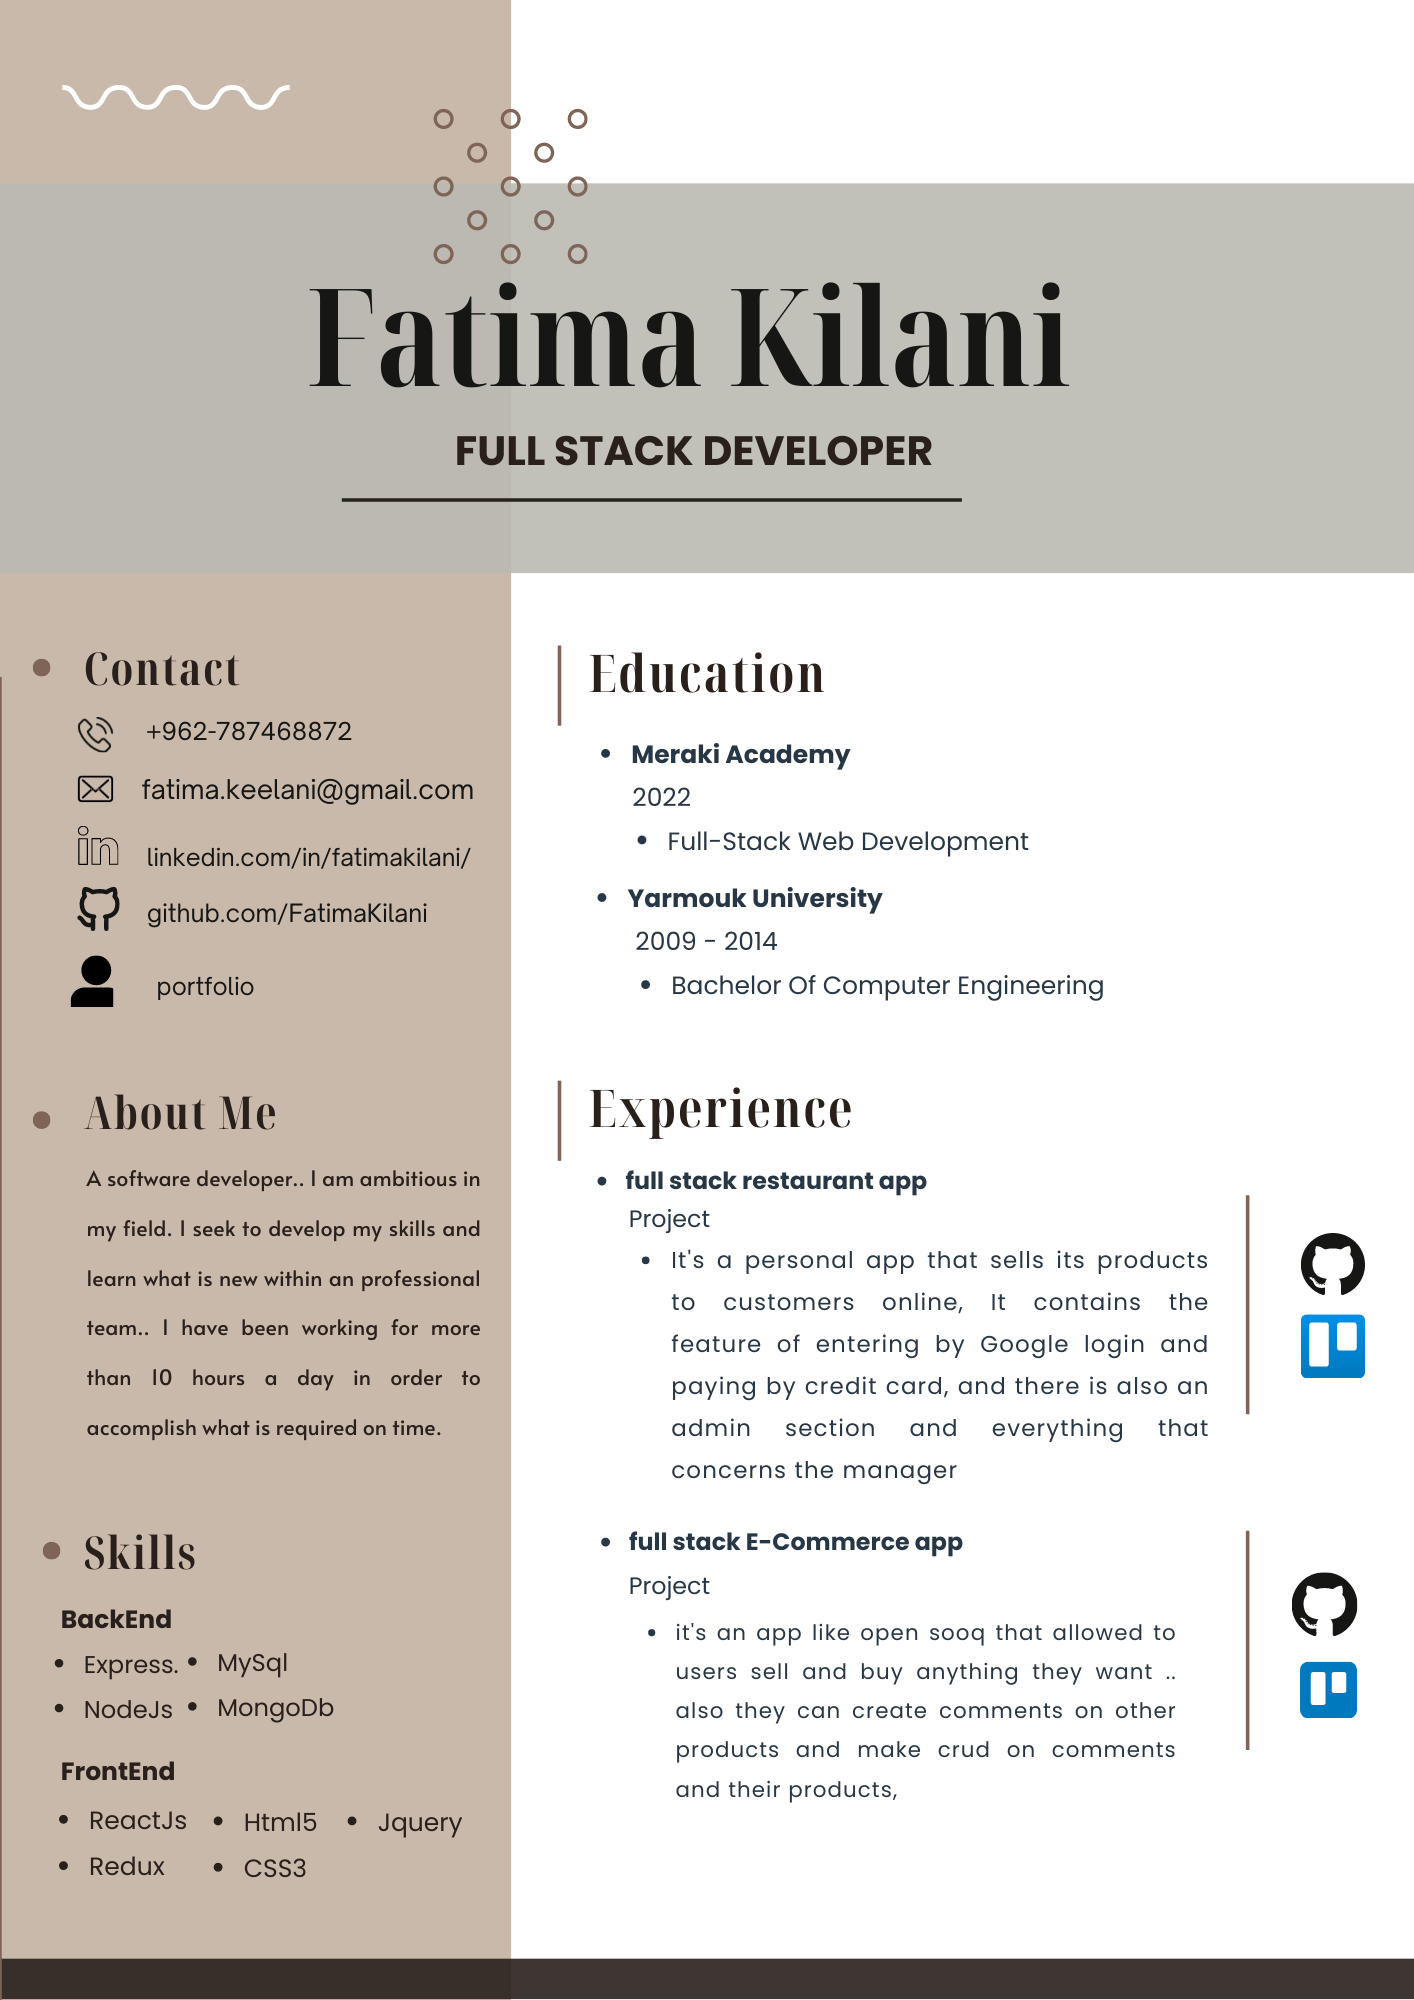 Fatima Kilani
FULL STACK DEVELOPER
Contact
+962-787468872
fatima.keelani@gmail.com
linkedin.com/in/fatimakilani/
github.com/FatimaKilani
portfolio
About Me
A software developer.. I am ambitious in
my field. I seek to develop my skills and
learn what is new within an professional
team.. I have been working for more
than 10 hours a day in order to
accomplish what is required on time.
Skills
BackEnd
• Express. • MySql
• NodeJs • MongoDb
FrontEnd
• ReactJs • Html5 • Jquery
• Redux • CSS3
Education
• Meraki Academy
2022
• Full-Stack Web Development
• Yarmouk University
2009 - 2014
• Bachelor Of Computer Engineering
Experience
• full stack restaurant app
Project
• It's a personal app that sells its products
to customers online, It contains the
feature of entering by Google login and
paying by credit card, and there is also an
admin section and everything that
concerns the manager
• full stack E-Commerce app
Project
• it's an app like open sooq that allowed to
users sell and buy anything they want ..
also they can create comments on other
products and make crud on comments
and their products,